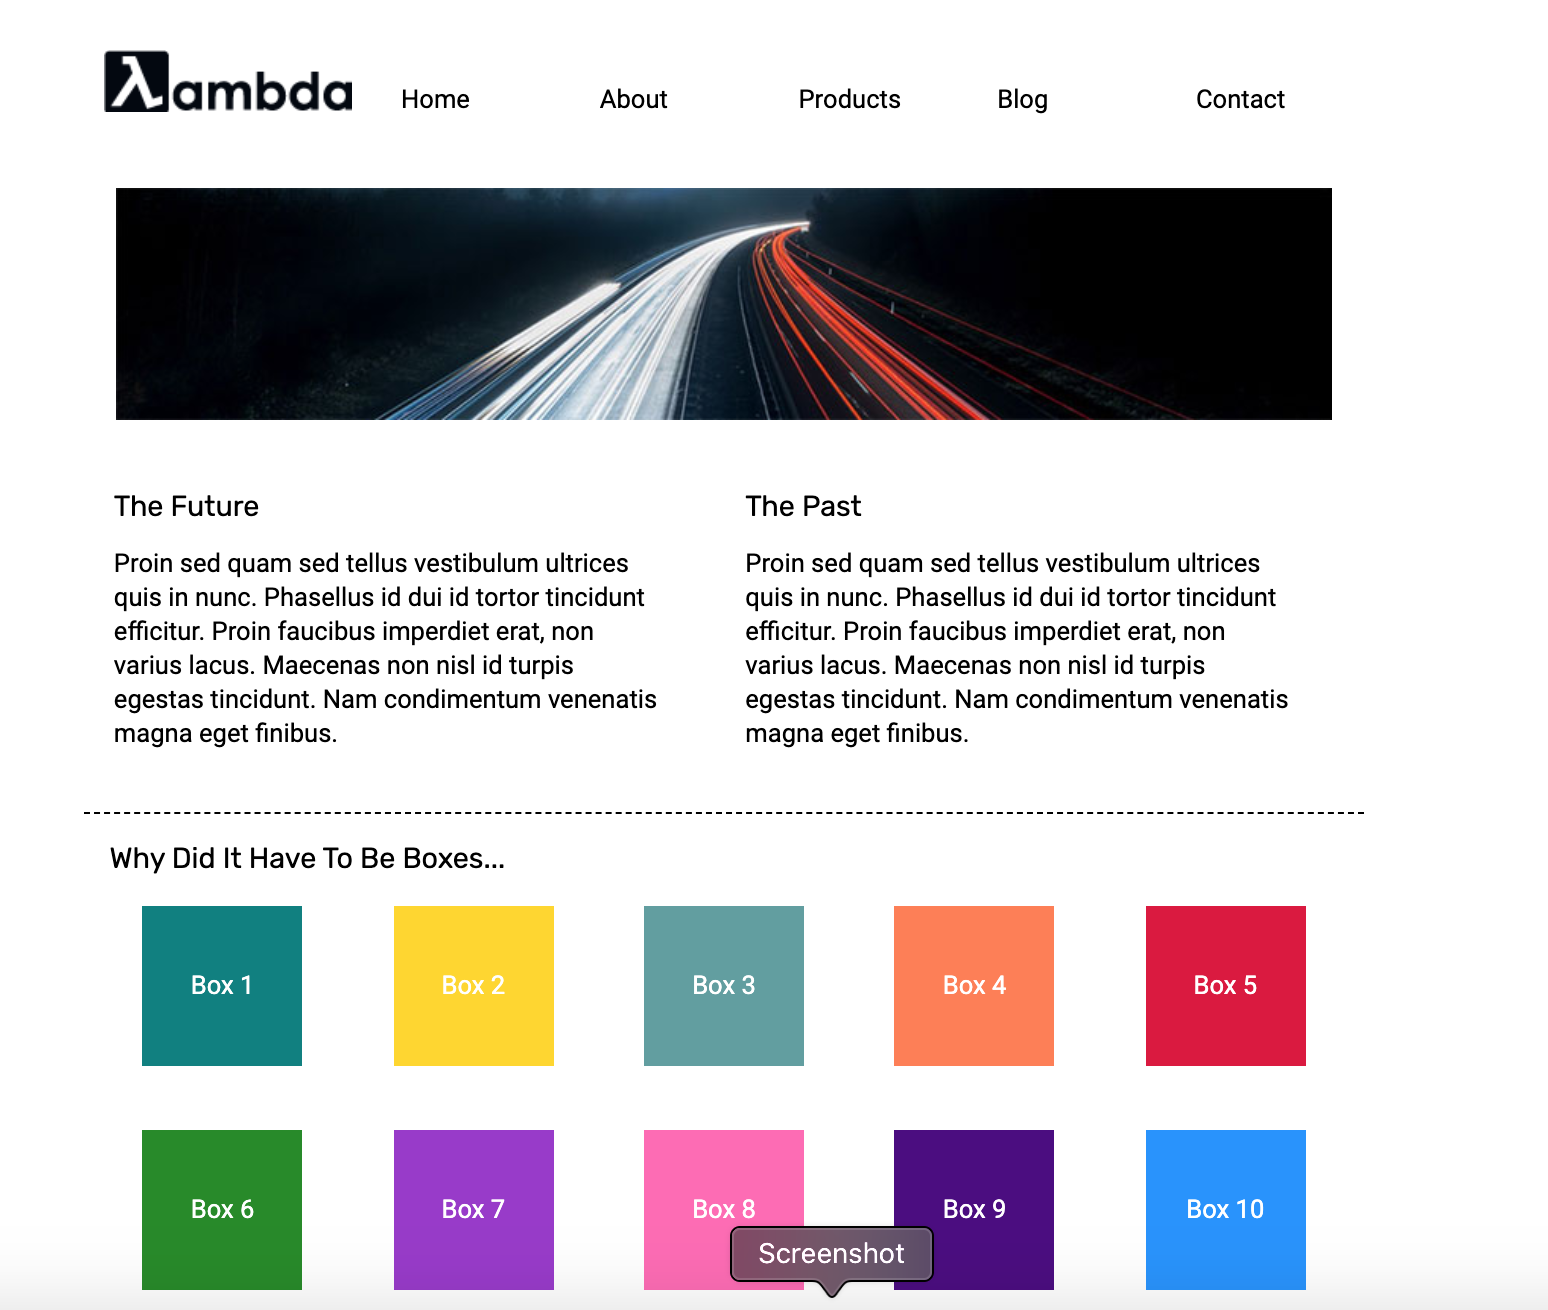 λambda
Home About Products Blog Contact
The Future
Proin sed quam sed tellus vestibulum ultrices
quis in nunc. Phasellus id dui id tortor tincidunt
efficitur. Proin faucibus imperdiet erat, non
varius lacus. Maecenas non nisl id turpis
egestas tincidunt. Nam condimentum venenatis
magna eget finibus.
The Past
Proin sed quam sed tellus vestibulum ultrices
quis in nunc. Phasellus id dui id tortor tincidunt
efficitur. Proin faucibus imperdiet erat, non
varius lacus. Maecenas non nisl id turpis
egestas tincidunt. Nam condimentum venenatis
magna eget finibus.
Why Did It Have To Be Boxes...
Box 1 Box 2 Box 3 Box 4 Box 5
Box 6 Box 7 Box 8 Box 9 Box 10
Screenshot